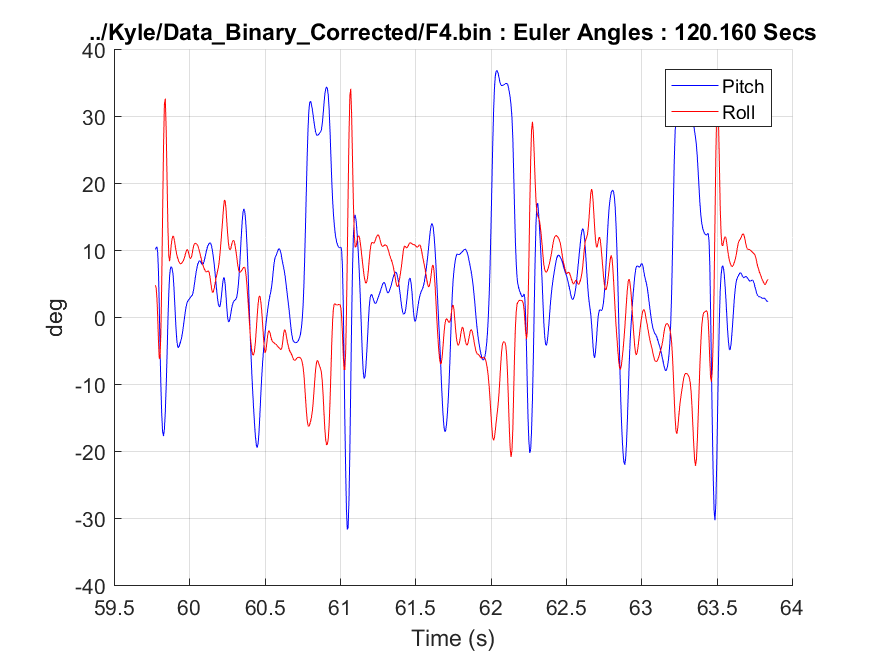 ../Kyle/Data_Binary_Corrected/F4.bin : Euler Angles : 120.160 Secs
40
30
20
10
0
-10
-20
-30
-40
deg
Pitch
Roll
59.5 60 60.5 61 61.5 62 62.5 63 63.5 64
Time (s)